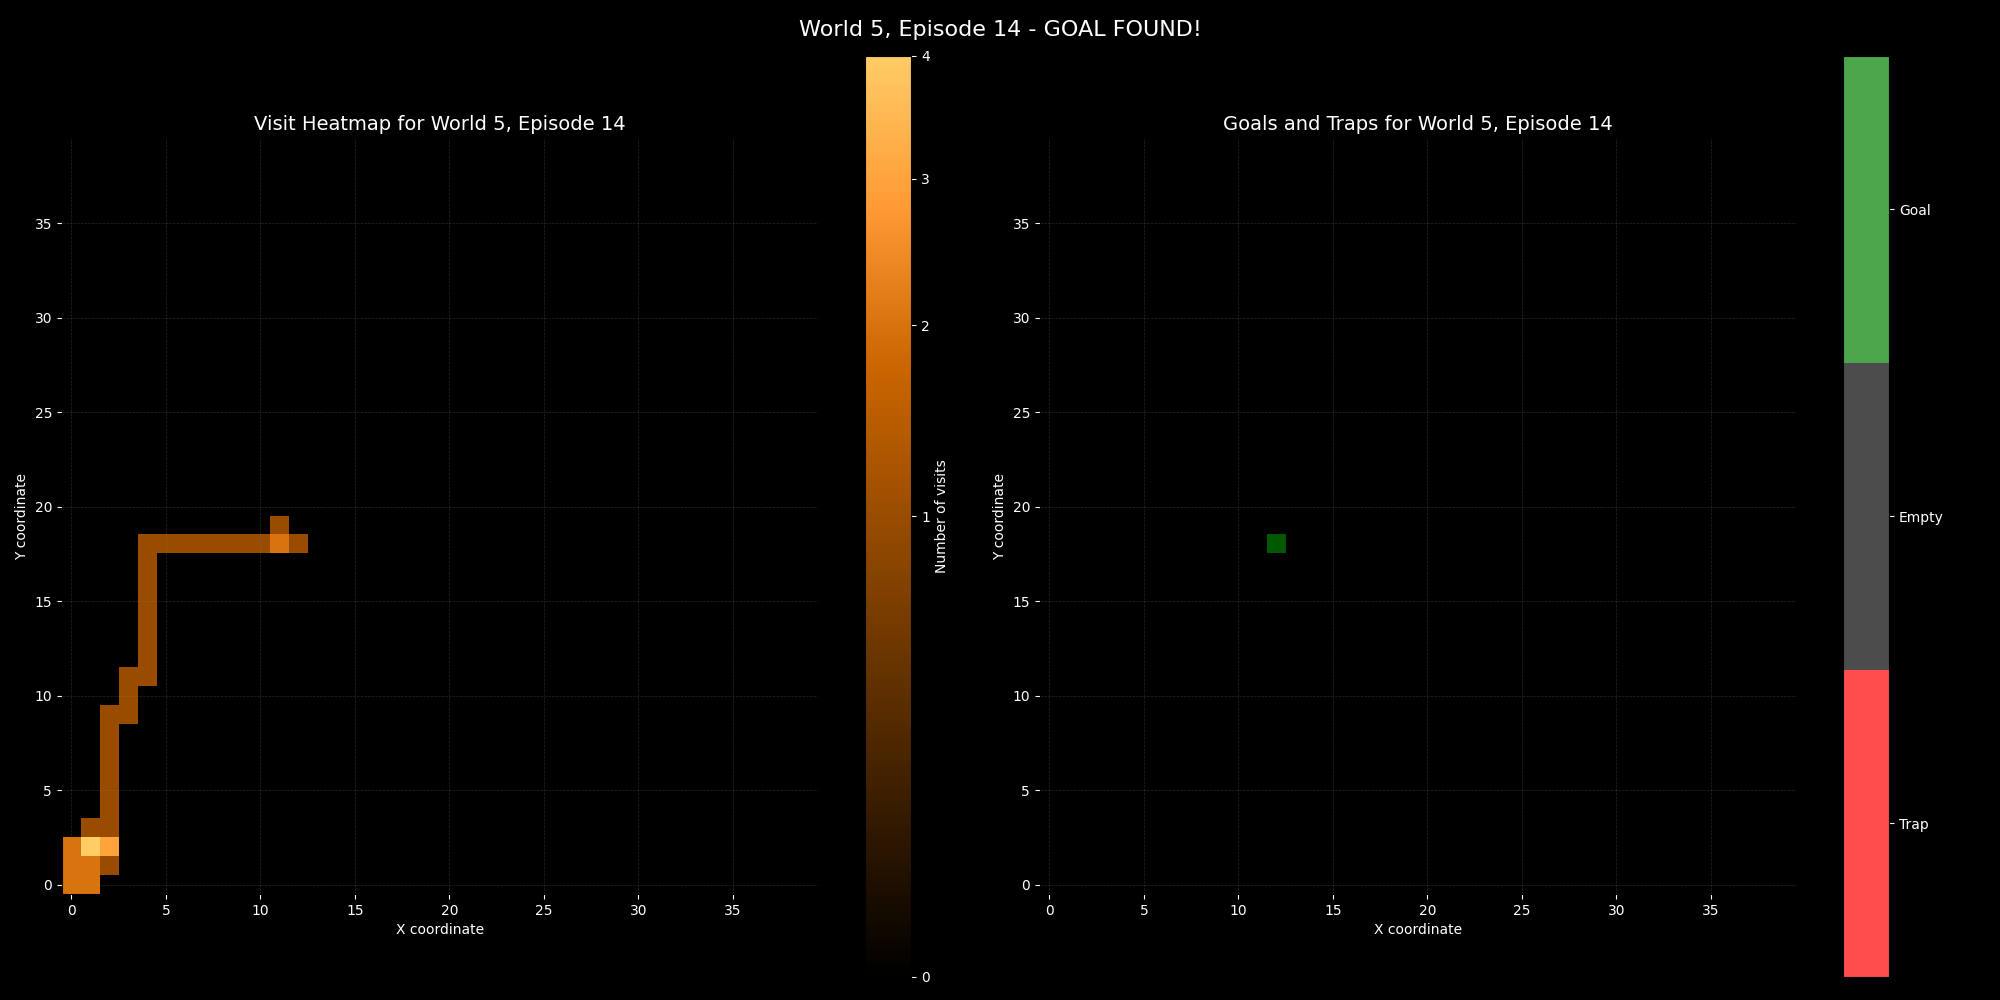 World 5, Episode 14 - GOAL FOUND!
Visit Heatmap for World 5, Episode 14
35
30
25
20
15
10
5
0
Y coordinate
0 5 10 15 20 25 30 35
X coordinate
4
3
2
1
0
Number of visits
Goals and Traps for World 5, Episode 14
35
30
25
20
15
10
5
0
Y coordinate
0 5 10 15 20 25 30 35
X coordinate
Goal
Empty
Trap